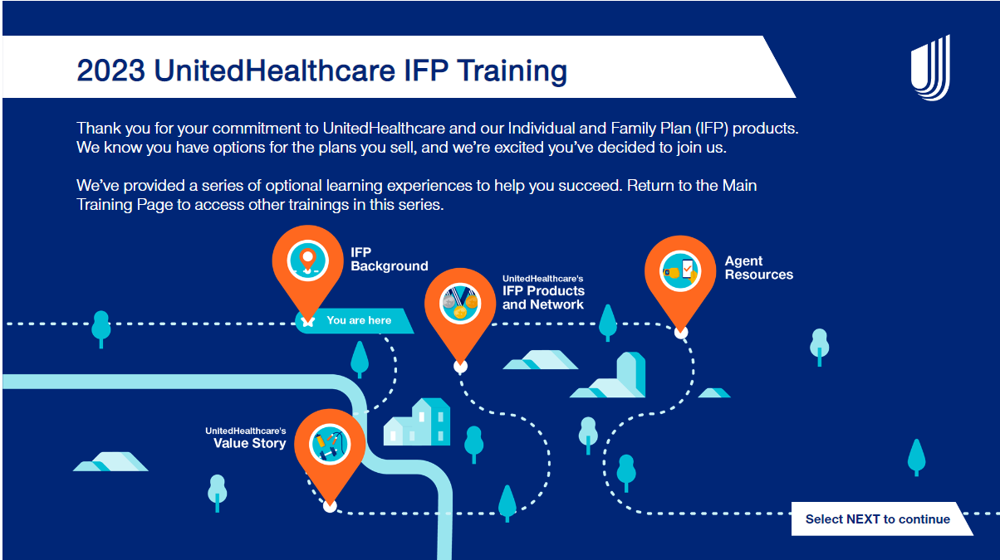 2023 UnitedHealthcare IFP Training
Thank you for your commitment to UnitedHealthcare and our Individual and Family Plan (IFP) products.
We know you have options for the plans you sell, and we’re excited you’ve decided to join us.
We’ve provided a series of optional learning experiences to help you succeed. Return to the Main
Training Page to access other trainings in this series.
IFP
Background
You are here
UnitedHealthcare's
IFP Products
and Network
Agent
Resources
UnitedHealthcare's
Value Story
Select NEXT to continue